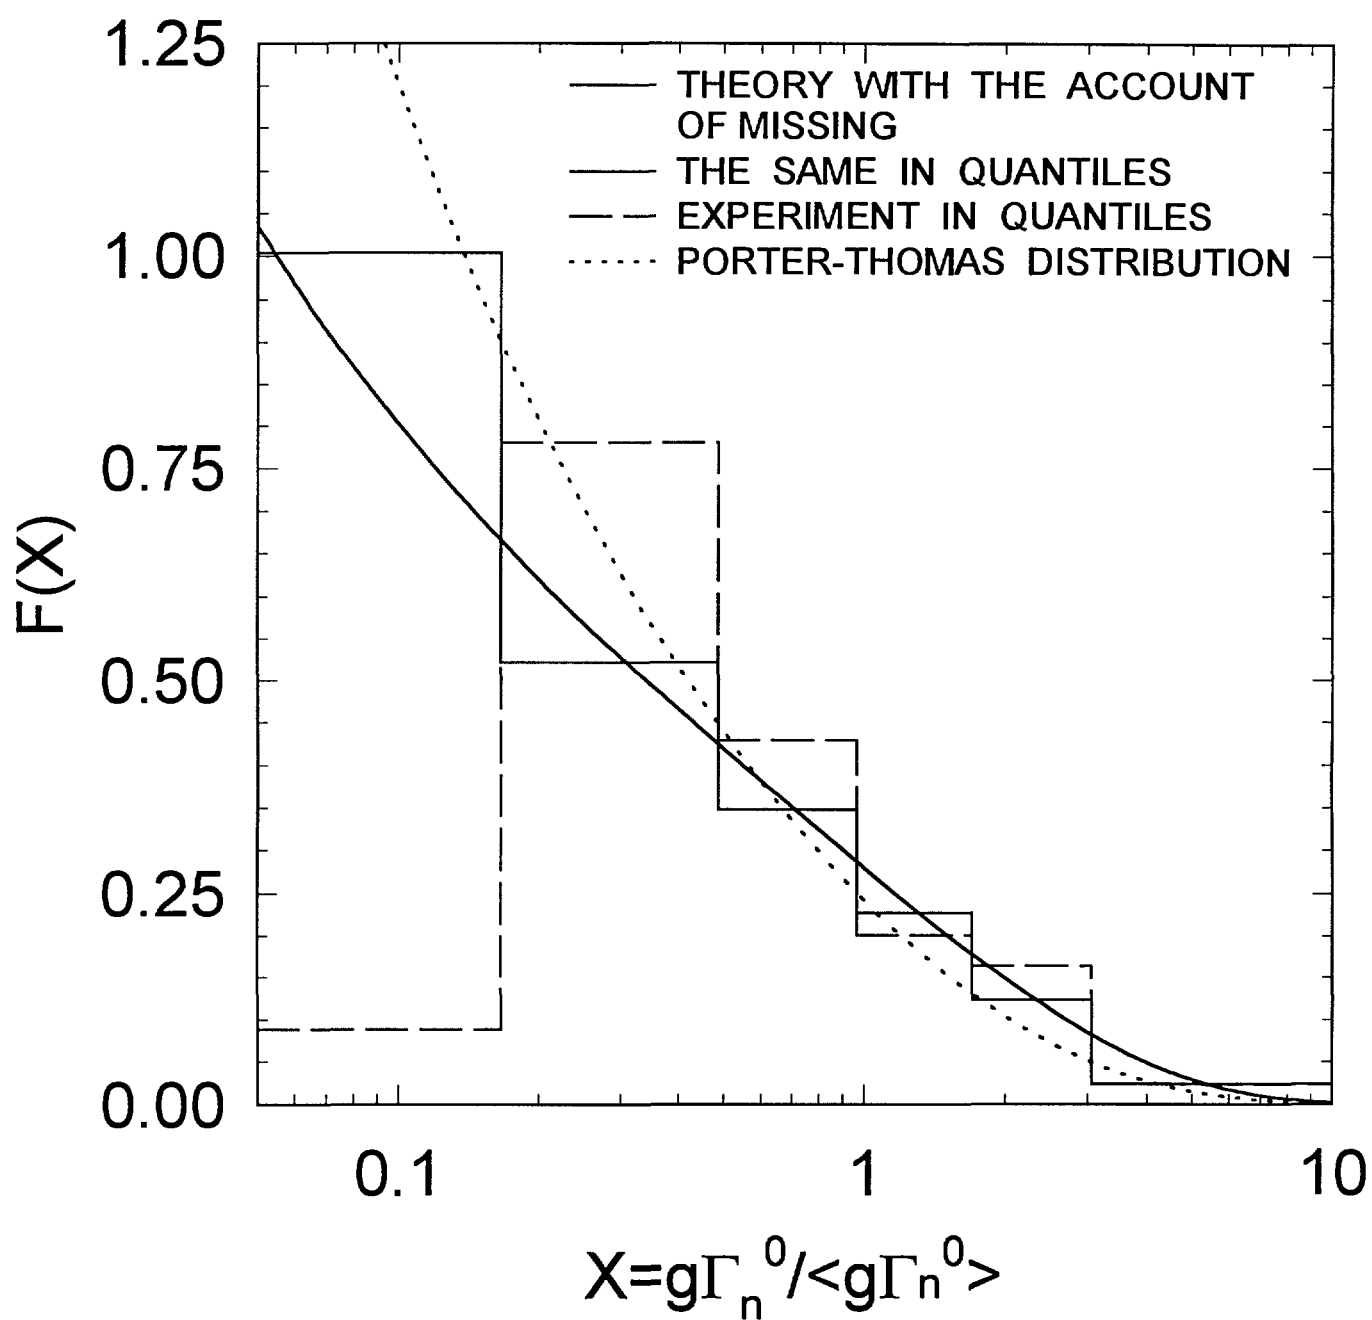 1.25
THEORY WITH THE ACCOUNT
OF MISSING
THE SAME IN QUANTILES
EXPERIMENT IN QUANTILES
PORTER-THOMAS DISTRIBUTION
1.00
0.75
F(X)
0.50
0.25
0.00
0.1 1 10
X=gΓₙ⁰/<gΓn⁰>